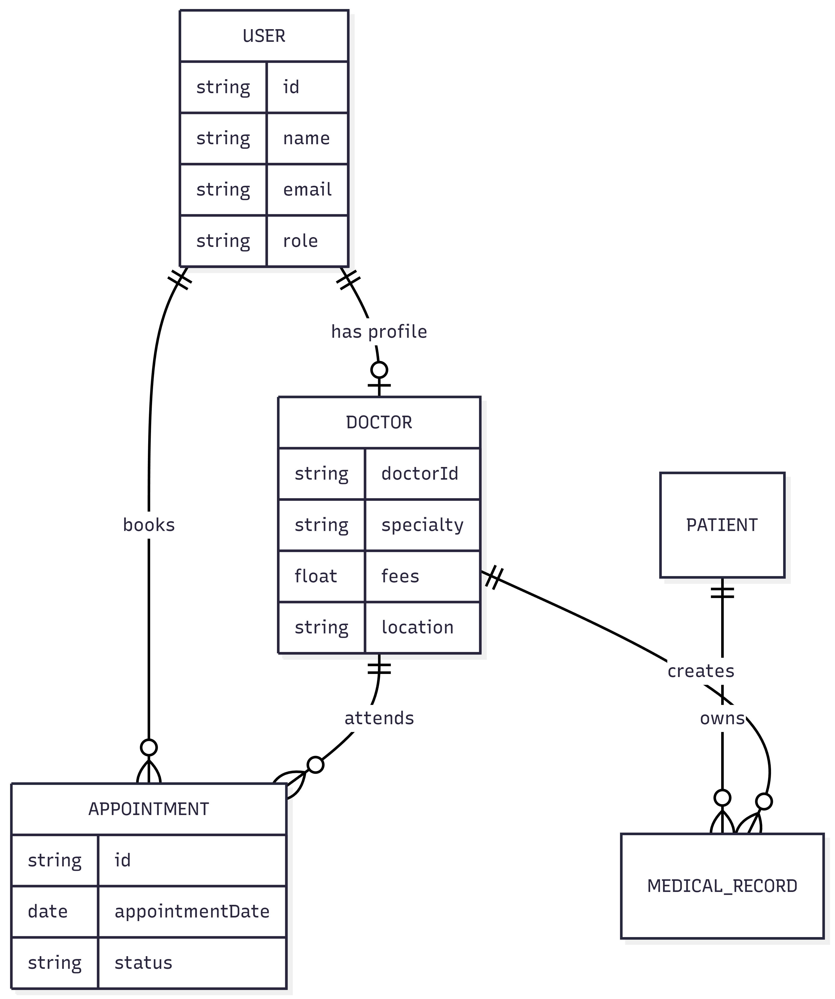 USER
string id
string name
string email
string role
has profile
DOCTOR
string doctorId
string specialty
float fees
string location
books
PATIENT
creates
attends
owns
APPOINTMENT
string id
date appointmentDate
string status
MEDICAL_RECORD